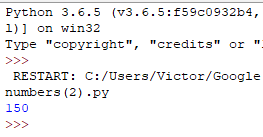 Python 3.6.5 (v3.6.5:f59c0932b4,
1)] on win32
Type "copyright", "credits" or "
>>>
 RESTART: C:/Users/Victor/Google
numbers(2).py
150
>>>